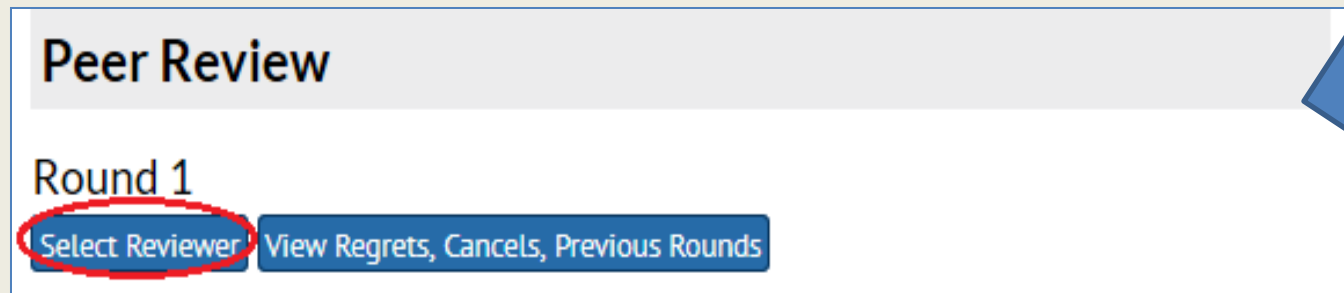 Peer Review
Round 1
Select Reviewer View Regrets, Cancels, Previous Rounds